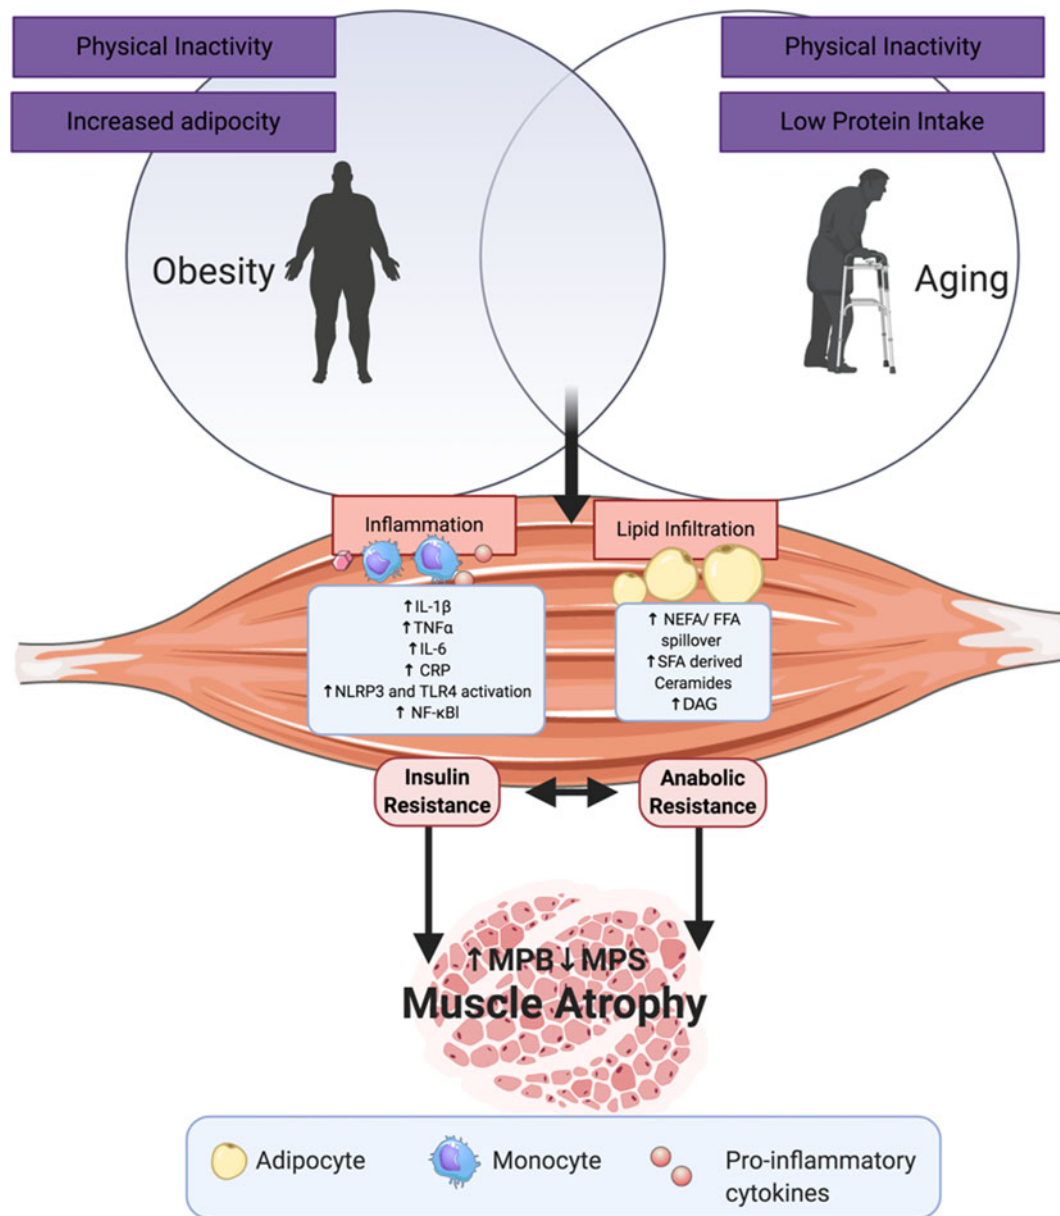 Physical Inactivity
Increased adipocity
Physical Inactivity
Low Protein Intake
Obesity
Aging
Inflammation
Lipid Infiltration
↑IL-1β
↑TNFα
↑IL-6
↑ CRP
↑NLRP3 and TLR4 activation
↑ NF-κBl
↑ NEFA/ FFA
spillover
↑SFA derived
Ceramides
↑DAG
Insulin
Resistance
Anabolic
Resistance
↑MPB↓MPS
Muscle Atrophy
Adipocyte
Monocyte
Pro-inflammatory
cytokines